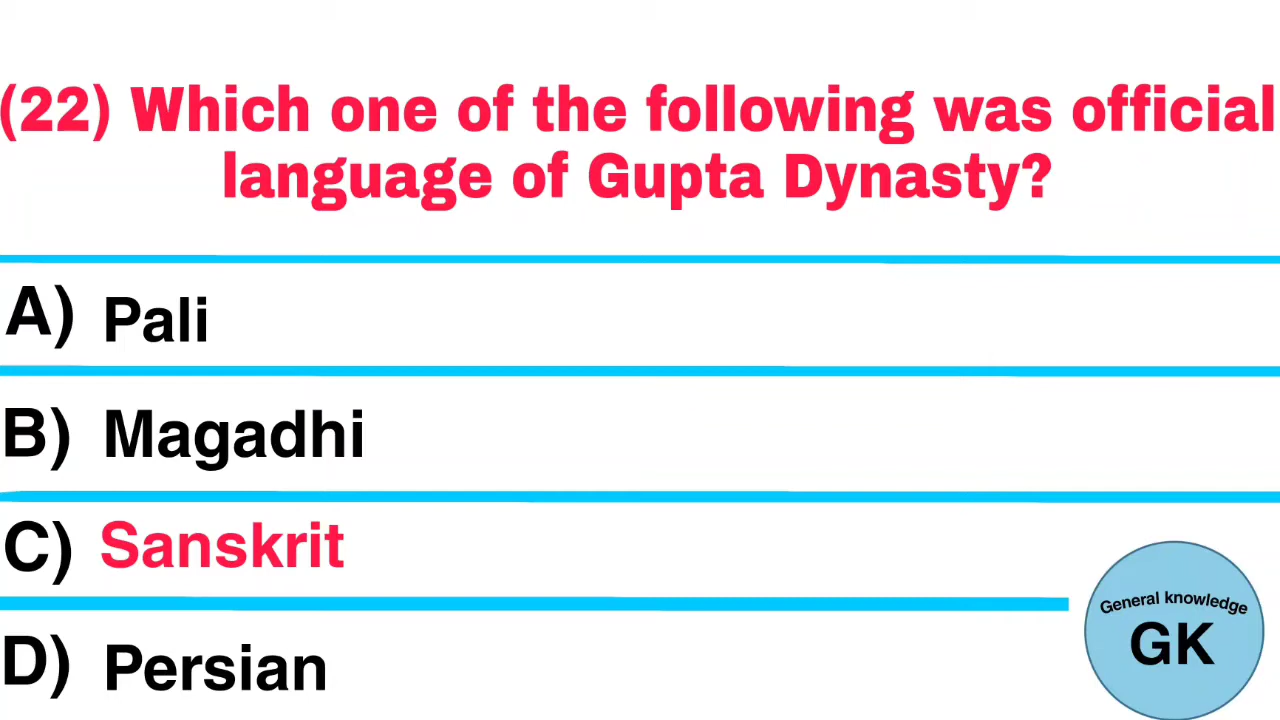 (22) Which one of the following was official
language of Gupta Dynasty?
A) Pali
B) Magadhi
C) Sanskrit
D) Persian
General knowledge
GK